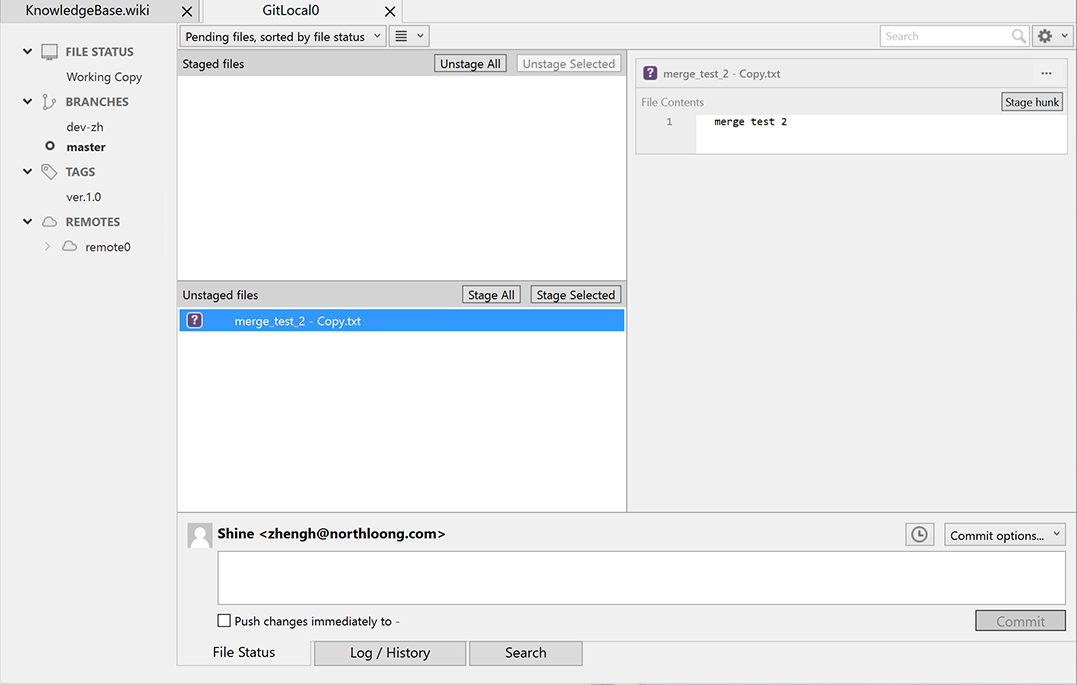 KnowledgeBase.wiki
GitLocal0
FILE STATUS
Working Copy
BRANCHES
dev-zh
master
TAGS
ver.1.0
REMOTES
remote0
Pending files, sorted by file status
Search
Staged files
Unstage All
Unstage Selected
Unstaged files
Stage All
Stage Selected
? merge_test_2 - Copy.txt
? merge_test_2 - Copy.txt
File Contents
Stage hunk
1 merge test 2
Shine <zhengh@northloong.com>
Commit options...
Push changes immediately to -
Commit
File Status
Log / History
Search